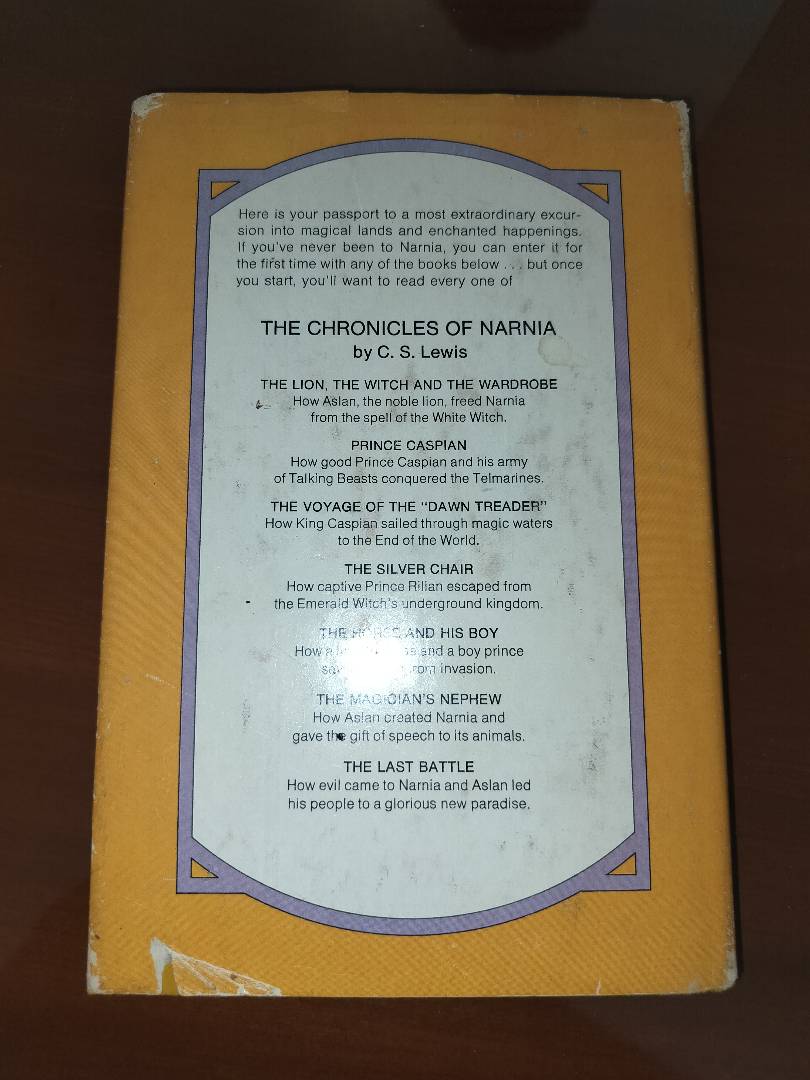 Here is your passport to a most extraordinary excur-
sion into magical lands and enchanted happenings.
If you've never been to Narnia, you can enter it for
the first time with any of the books below . . . but once
you start, you'll want to read every one of
THE CHRONICLES OF NARNIA
by C. S. Lewis
THE LION, THE WITCH AND THE WARDROBE
How Aslan, the noble lion, freed Narnia
from the spell of the White Witch.
PRINCE CASPIAN
How good Prince Caspian and his army
of Talking Beasts conquered the Telmarines.
THE VOYAGE OF THE "DAWN TREADER"
How King Caspian sailed through magic waters
to the End of the World.
THE SILVER CHAIR
How captive Prince Rilian escaped from
the Emerald Witch's underground kingdom.
THE HORSE AND HIS BOY
How a and a boy prince
from invasion.
THE MAGICIAN'S NEPHEW
How Aslan created Narnia and
gave the gift of speech to its animals.
THE LAST BATTLE
How evil came to Narnia and Aslan led
his people to a glorious new paradise.